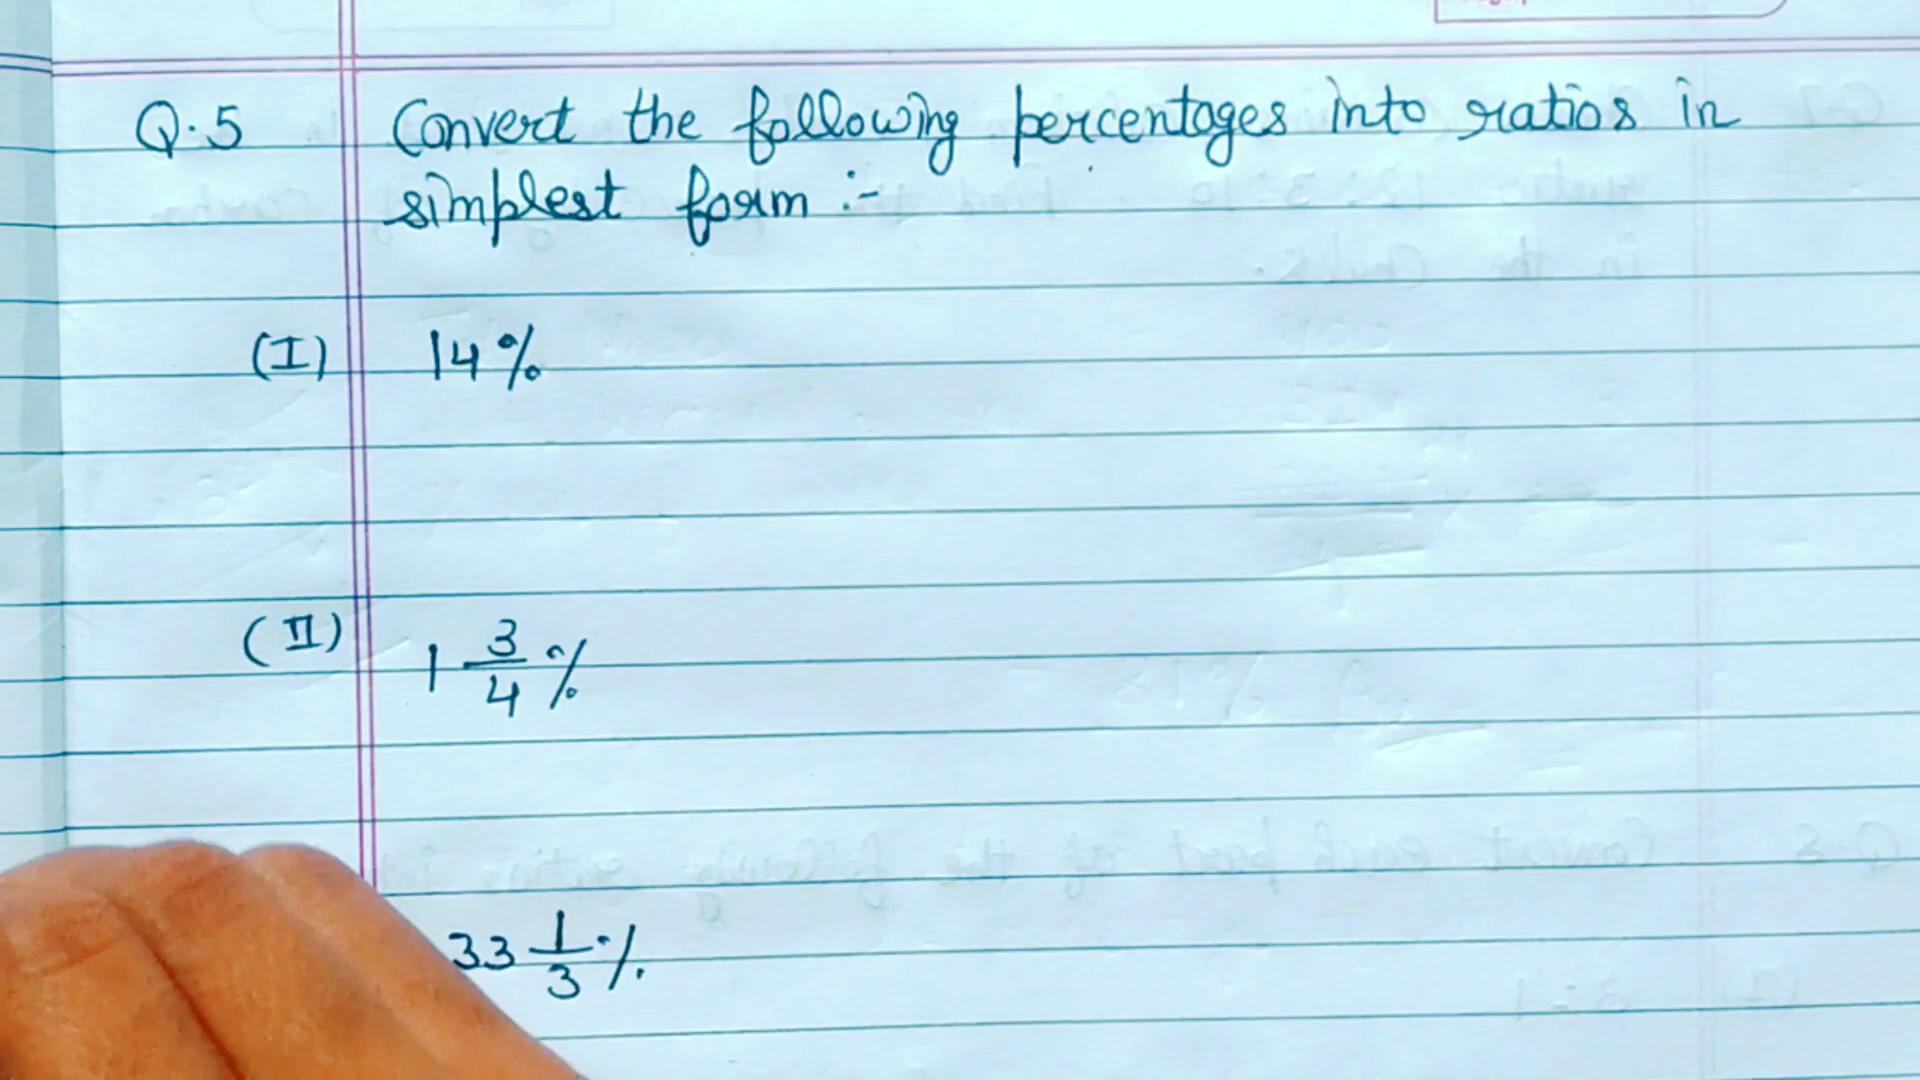 Q.5 Convert the following percentages into ratios in
simplest form :-
(I) 14%
(II) 1 3/4 %
33 1/3 %